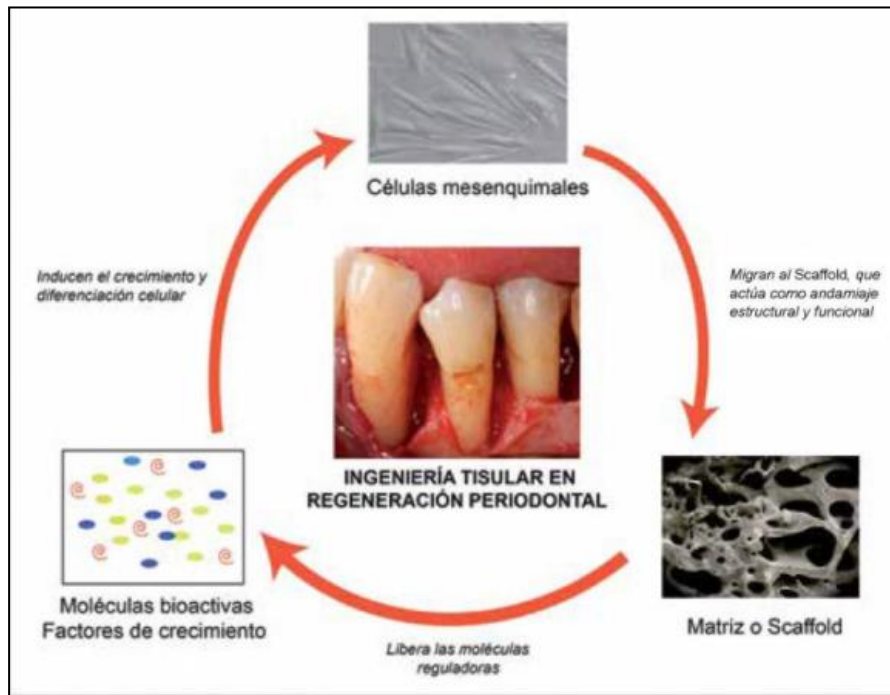 Células mesenquimales
Inducen el crecimiento y
diferenciación celular
Migran al Scaffold, que
actúa como andamiaje
estructural y funcional
INGENIERÍA TISULAR EN
REGENERACIÓN PERIODONTAL
Moléculas bioactivas
Factores de crecimiento
Matriz o Scaffold
Libera las moléculas
reguladoras